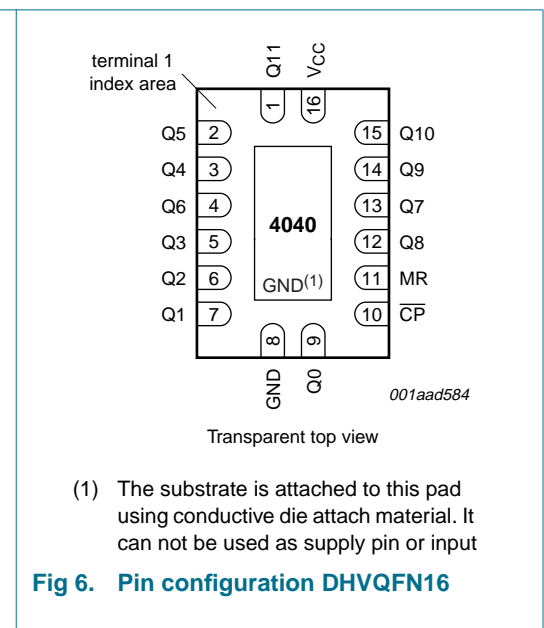 terminal 1
index area
Q11
VCC
1
16
Q5 2
15 Q10
Q4 3
14 Q9
Q6 4
13 Q7
4040
Q3 5
12 Q8
Q2 6
GND(1)
11 MR
Q1 7
10 CP
8
9
GND
Q0
001aad584
Transparent top view
(1) The substrate is attached to this pad
using conductive die attach material. It
can not be used as supply pin or input
Fig 6. Pin configuration DHVQFN16